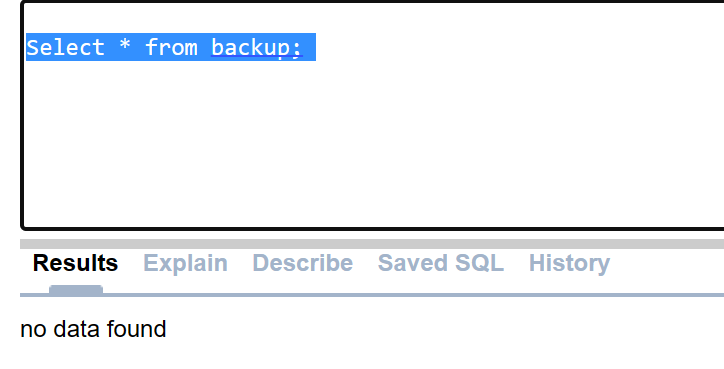 Select * from backup;
Results Explain Describe Saved SQL History
no data found